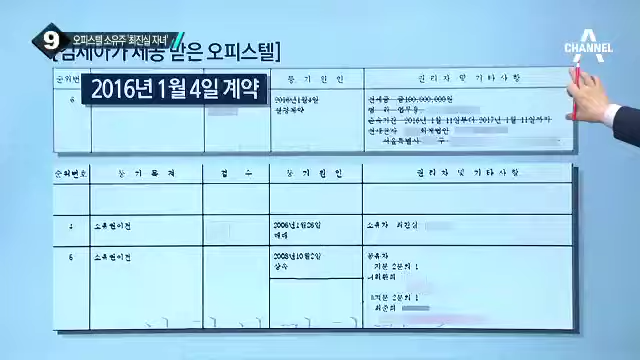 9 오피스텔 소유주 '최진실 자녀'
CHANNEL A
[김세아가 제공 받은 오피스텔]
2016년 1월 4일 계약
순위번호 등기원인 권리자 및 기타사항
6 2016년1월4일 전세금 금100,000,000원
설정계약 범 위 업무용
존속기간 2016년 1월 11일부터 2017년 1월 11일까지
전세권자 회계법인
서울특별시 구
순위번호 등 기 목 적 접 수 등 기 원 인 권리자 및 기타사항
4 소유권이전 2006년1월26일 소유자 최진실
매매
5 소유권이전 2008년10월2일 공유자
상속 지분 2분의 1
최환희
지분 2분의 1
최준희